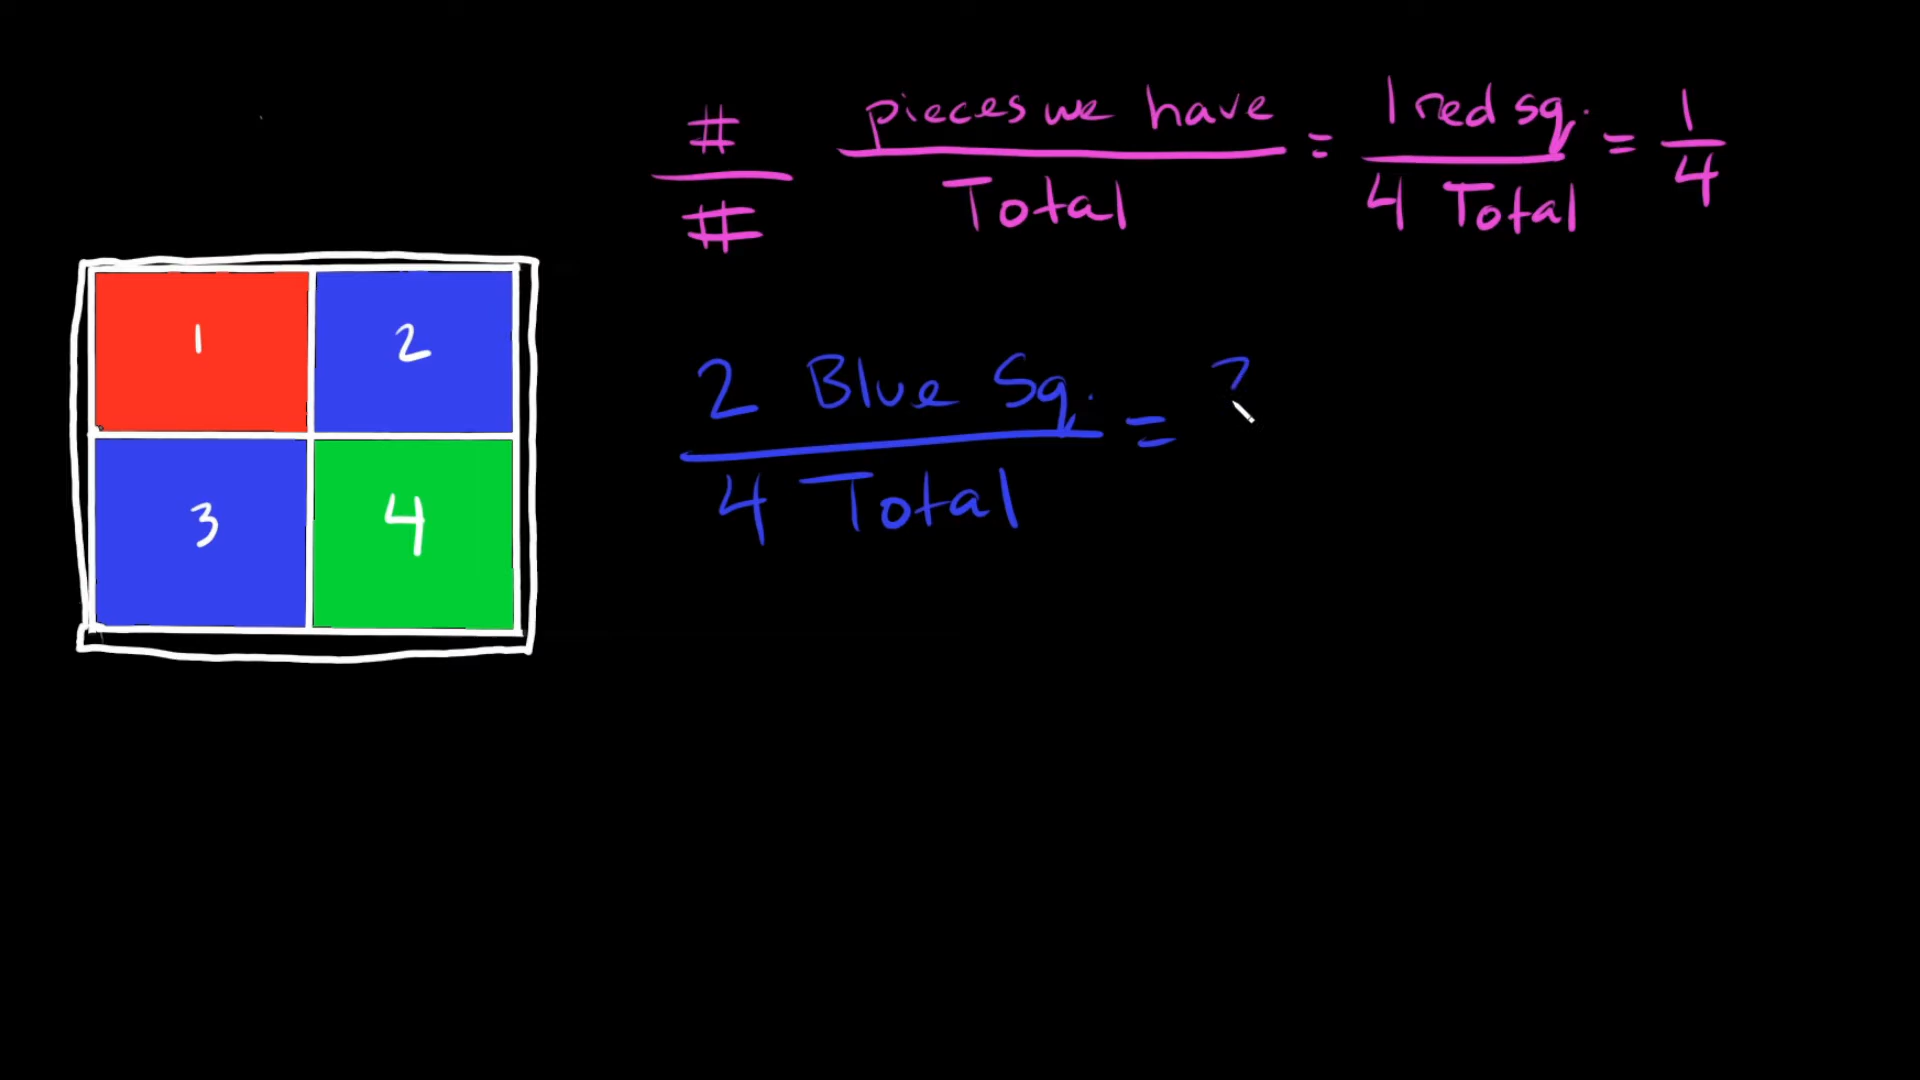 # pieces we have = 1 red sq. = 1
# Total 4 Total 4
1 2
2 Blue Sq. = ?
4 Total
3 4